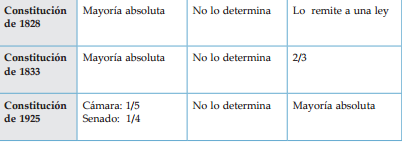 Constitución Mayoría absoluta No lo determina Lo remite a una ley
de 1828
Constitución Mayoría absoluta No lo determina 2/3
de 1833
Constitución Cámara: 1/5 No lo determina Mayoría absoluta
de 1925 Senado: 1/4